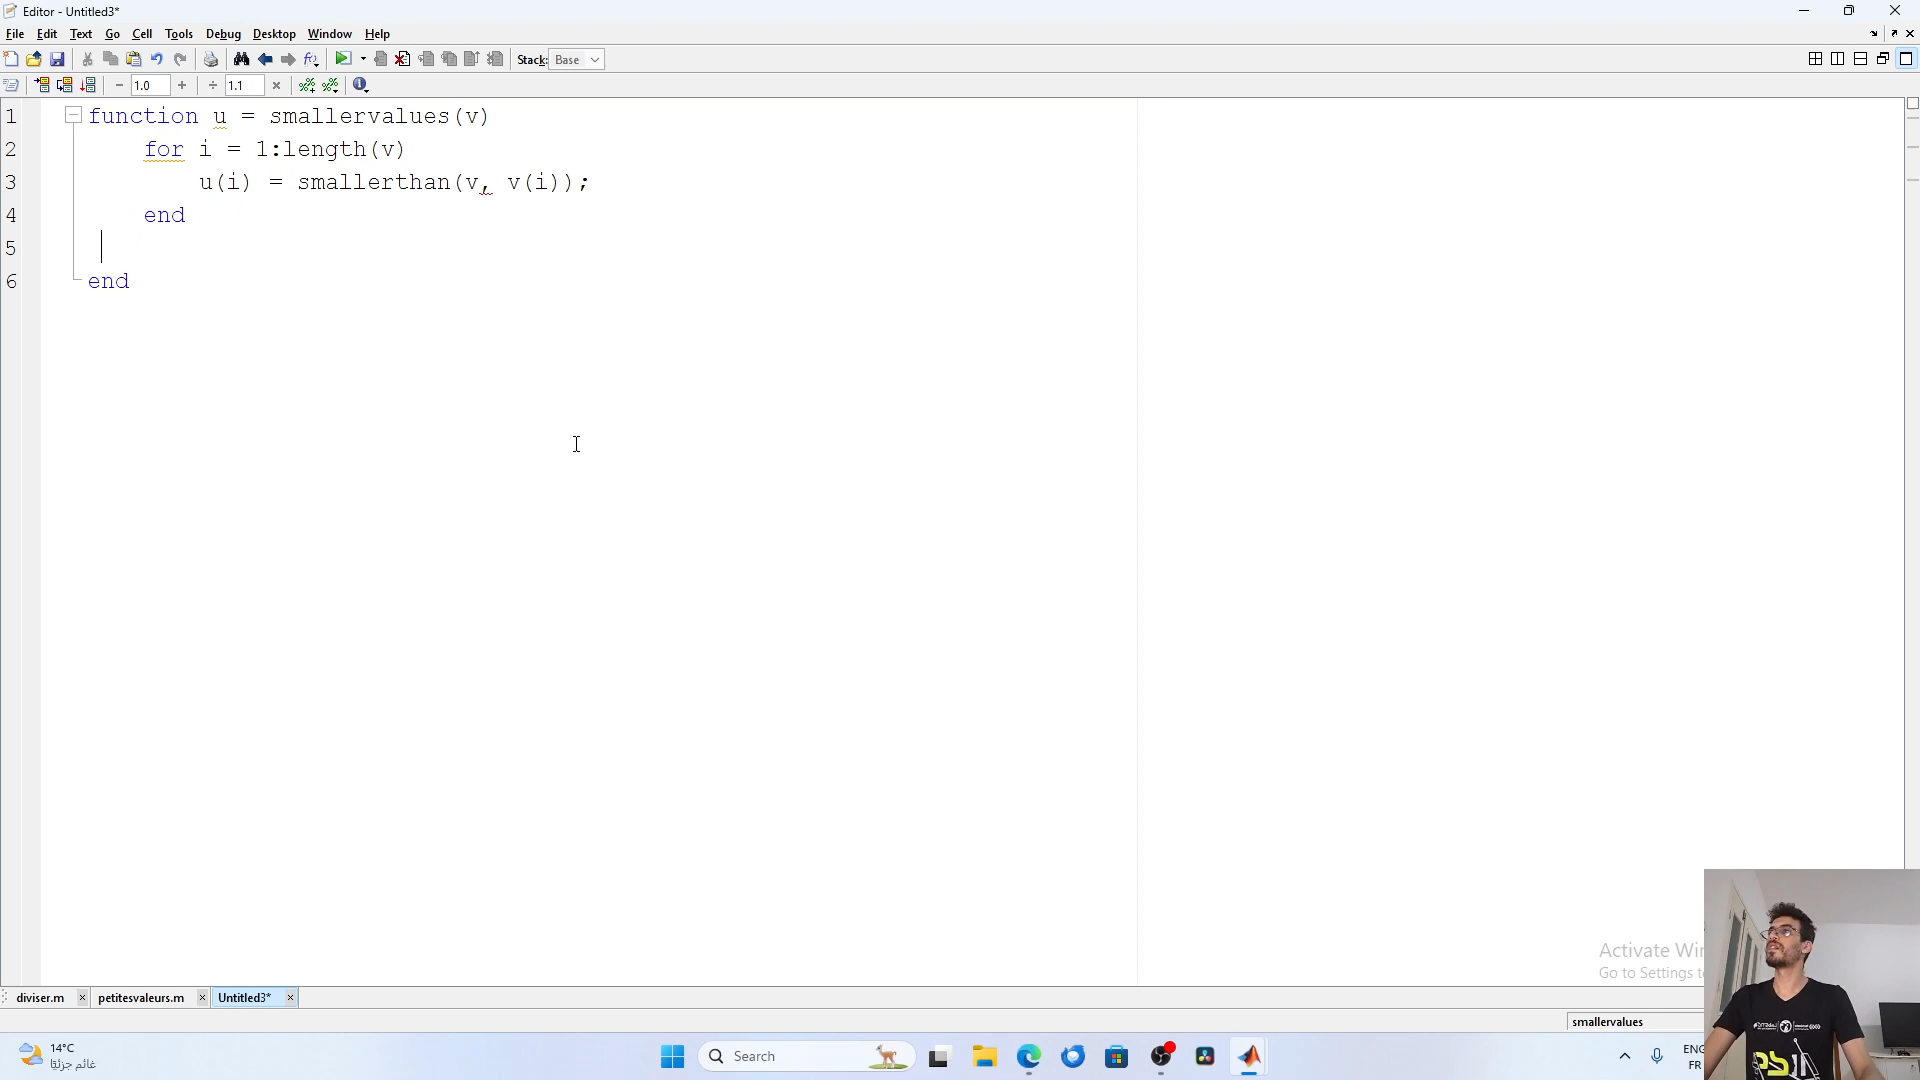 Editor - Untitled3*
File Edit Text Go Cell Tools Debug Desktop Window Help
Stack: Base
1.0 1.1
1 function u = smallervalues(v)
2 for i = 1:length(v)
3 u(i) = smallerthan(v, v(i));
4 end
5
6 end
Activate Wi
Go to Settings t
diviser.m petitesvaleurs.m Untitled3*
smallervalues
14°C
غائم جزئيًا
Search
ENG
FR